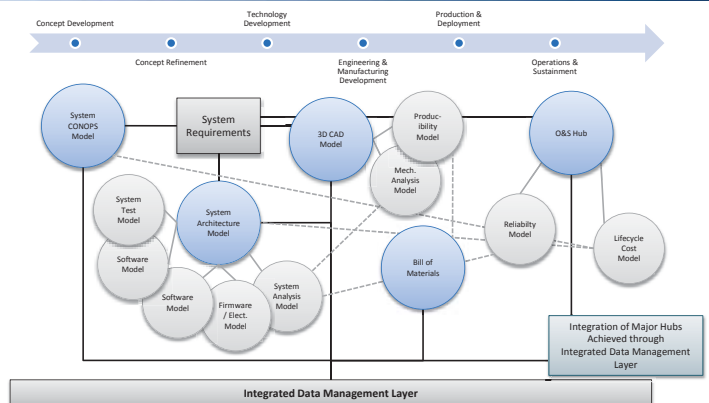 Concept Development
Technology
Development
Production &
Deployment
Concept Refinement
Engineering &
Manufacturing
Development
Operations &
Sustainment
System
CONOPS
Model
System
Requirements
3D CAD
Model
Produc-
ibility
Model
O&S Hub
Mech.
Analysis
Model
System
Test
Model
System
Architecture
Model
Reliabilty
Model
Lifecycle
Cost
Model
Software
Model
Bill of
Materials
Software
Model
Firmware
/ Elect.
Model
System
Analysis
Model
Integration of Major Hubs
Achieved through
Integrated Data Management
Layer
Integrated Data Management Layer